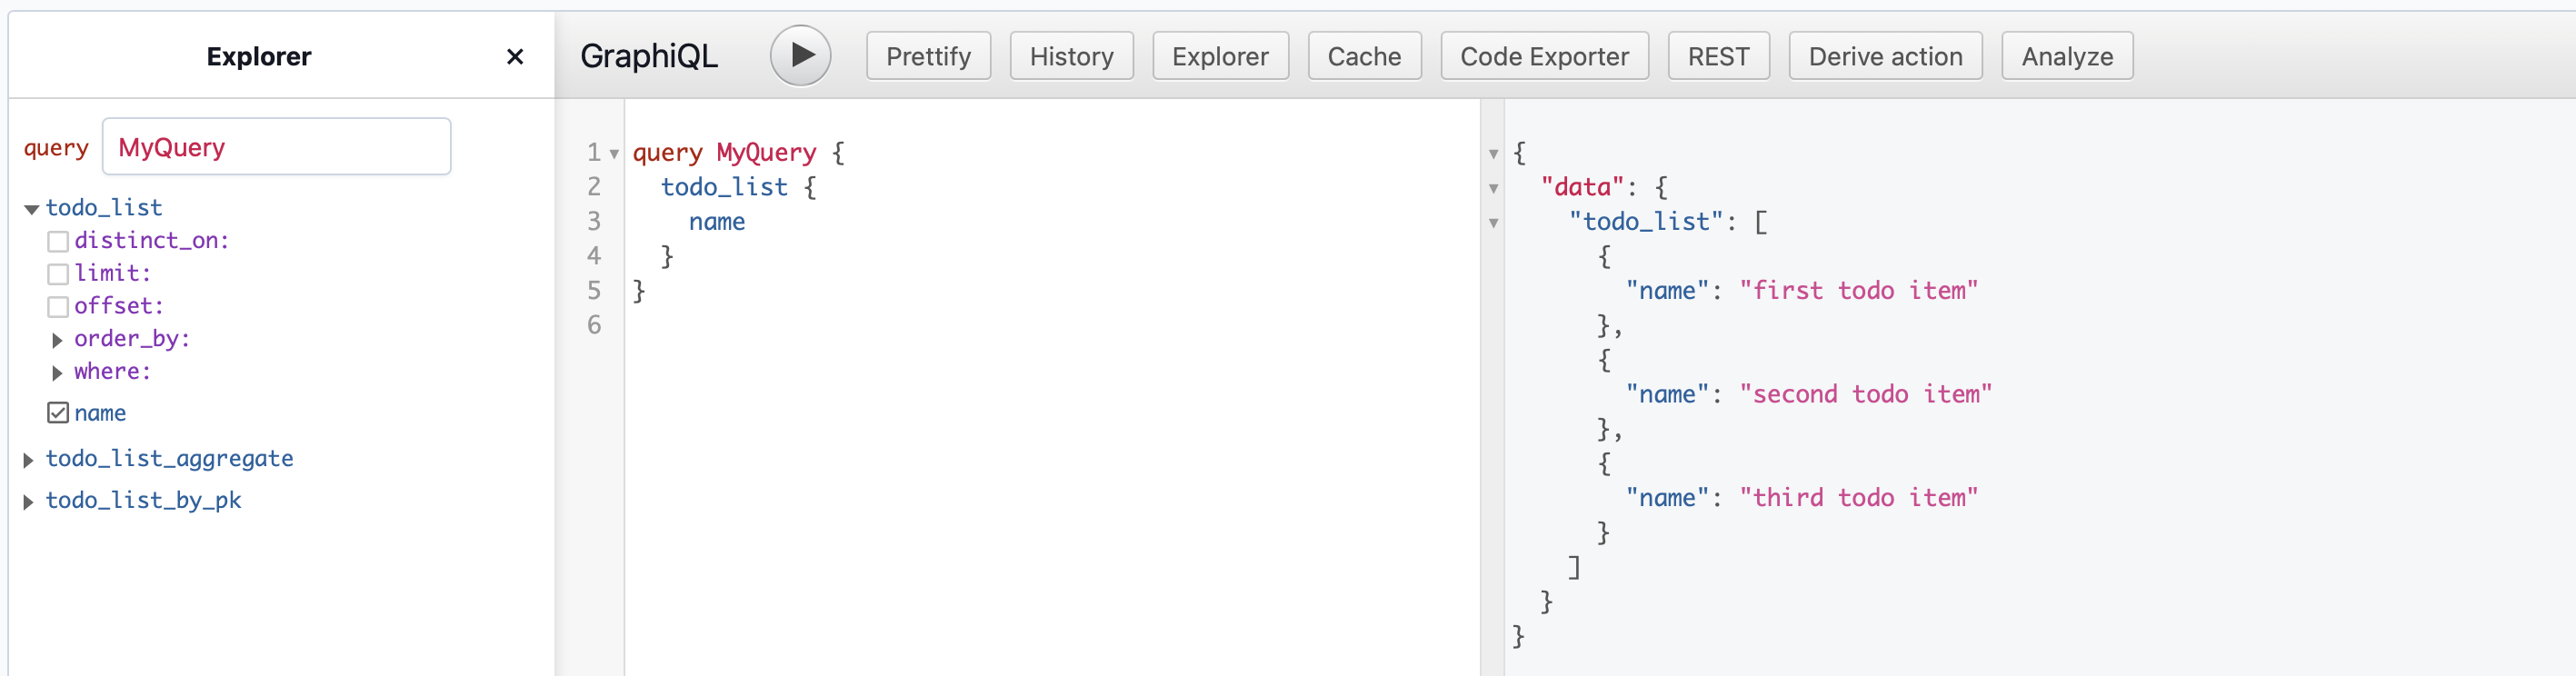 Explorer ×
query MyQuery
todo_list
distinct_on:
limit:
offset:
order_by:
where:
name
todo_list_aggregate
todo_list_by_pk
GraphiQL Prettify History Explorer Cache Code Exporter REST Derive action Analyze
1 query MyQuery {
2 todo_list {
3 name
4 }
5 }
6
{
"data": {
"todo_list": [
{
"name": "first todo item"
},
{
"name": "second todo item"
},
{
"name": "third todo item"
}
]
}
}